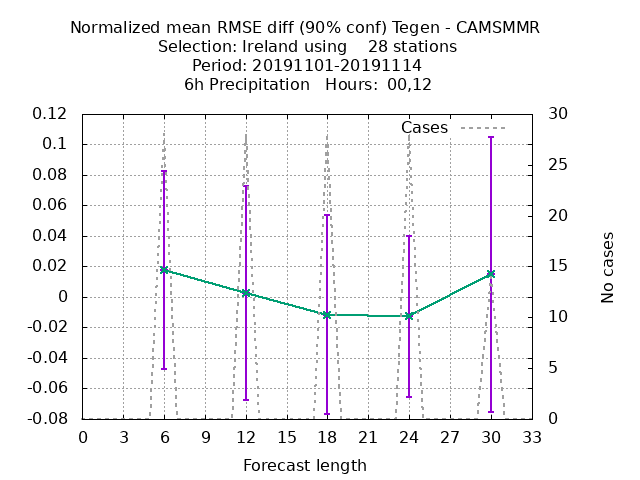 Normalized mean RMSE diff (90% conf) Tegen - CAMSMMR
Selection: Ireland using    28 stations
Period: 20191101-20191114
6h Precipitation   Hours:  00,12
Cases
0.12
0.1
0.08
0.06
0.04
0.02
0
-0.02
-0.04
-0.06
-0.08
30
25
20
15
10
5
0
No cases
0 3 6 9 12 15 18 21 24 27 30 33
Forecast length